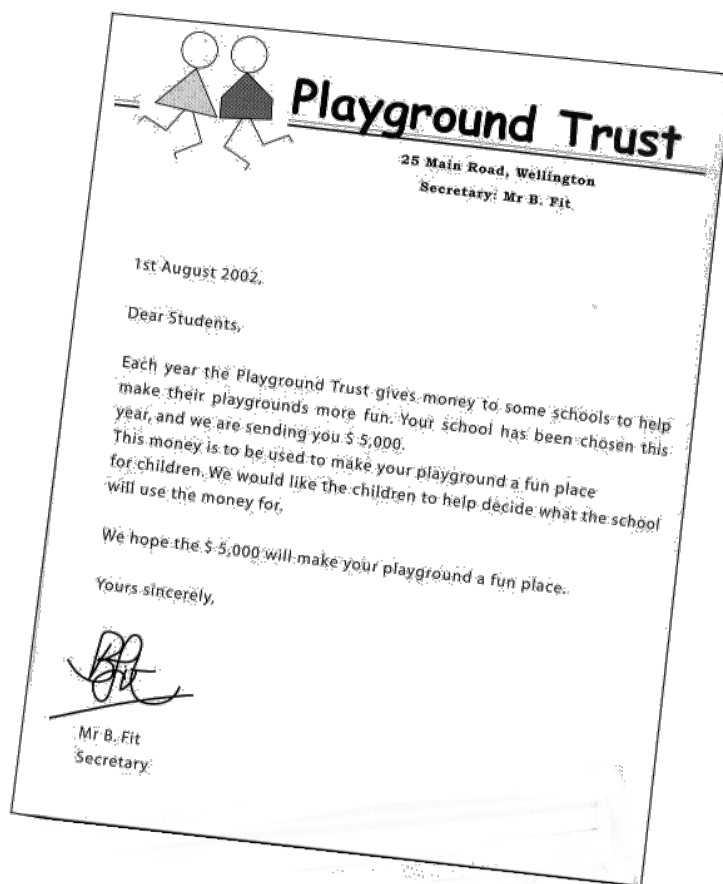 Playground Trust
25 Main Road, Wellington
Secretary: Mr B. Fit
1st August 2002,
Dear Students,
Each year the Playground Trust gives money to some schools to help
make their playgrounds more fun. Your school has been chosen this
year, and we are sending you $ 5,000.
This money is to be used to make your playground a fun place
for children. We would like the children to help decide what the school
will use the money for.
We hope the $ 5,000 will make your playground a fun place.
Yours sincerely,
B Fit
Mr B. Fit
Secretary